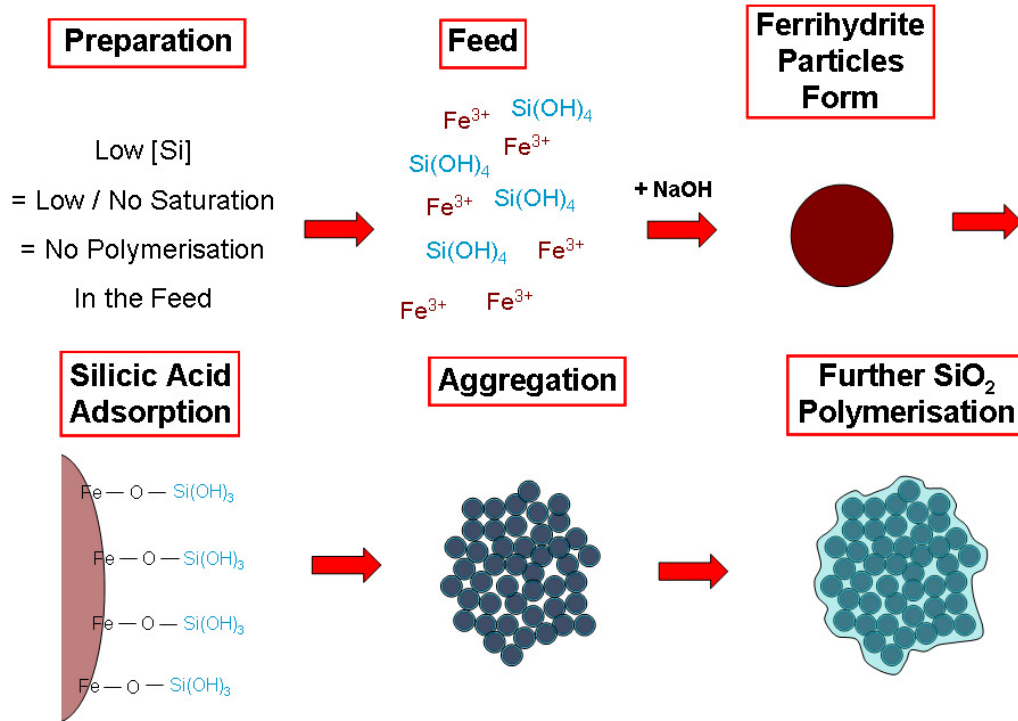 Preparation
Low [Si]
= Low / No Saturation
= No Polymerisation
In the Feed
Feed
Fe³⁺ Si(OH)₄
Fe³⁺
Si(OH)₄
Fe³⁺ Si(OH)₄
Si(OH)₄ Fe³⁺
Fe³⁺ Fe³⁺
+ NaOH
Ferrihydrite
Particles
Form
Silicic Acid
Adsorption
Fe — O — Si(OH)₃
Fe — O — Si(OH)₃
Fe — O — Si(OH)₃
Fe — O — Si(OH)₃
Aggregation
Further SiO₂
Polymerisation